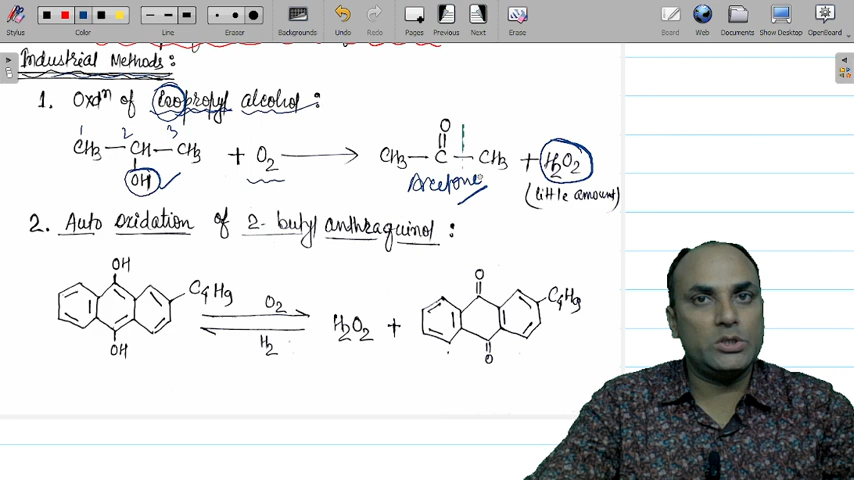 Stylus
Color
Line
Eraser
Backgrounds
Undo
Redo
Pages
Previous
Next
Erase
Board
Web
Documents
Show Desktop
OpenBoard
Industrial Methods:
1. Oxdn of Isopropyl alcohol:
1 2 3
O
CH3 — CH — CH3 + O2 → CH3 — C — CH3 + H2O2
OH
Acetone
(little amount)
2. Auto oxidation of 2-butyl anthraquinol:
OH
C4H9
O2
H2
OH
H2O2 +
O
C4H9
O